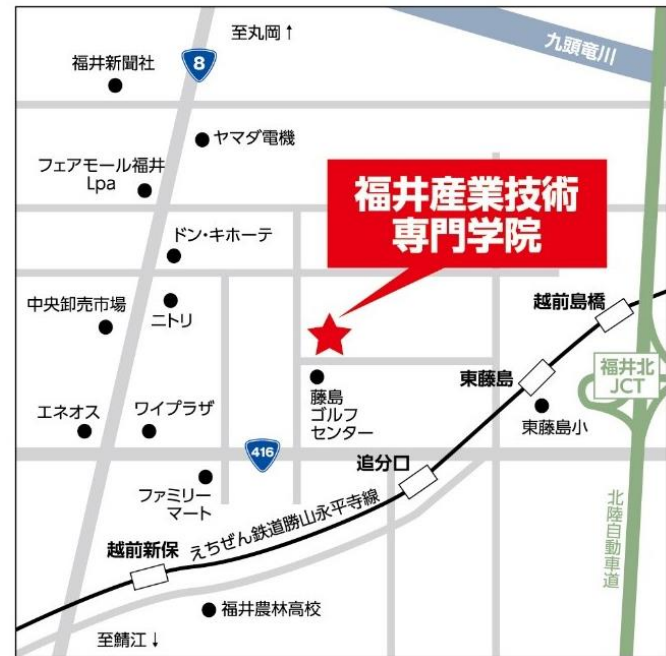 至丸岡↑
九頭竜川
福井新聞社
8
ヤマダ電機
フェアモール福井
Lpa
福井産業技術
専門学院
ドン・キホーテ
中央卸売市場
ニトリ
越前島橋
東藤島
福井北
JCT
藤島
ゴルフ
センター
東藤島小
エネオス
ワイプラザ
416
追分口
ファミリー
マート
えちぜん鉄道勝山永平寺線
北陸自動車道
越前新保
福井農林高校
至鯖江↓